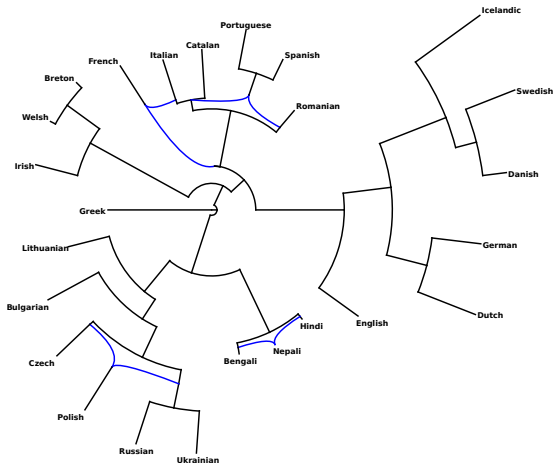 Icelandic
Portuguese
Catalan
Italian
Spanish
French
Breton
Swedish
Romanian
Welsh
Irish
Danish
Greek
German
Lithuanian
Bulgarian
Dutch
English
Hindi
Nepali
Bengali
Czech
Polish
Russian
Ukrainian